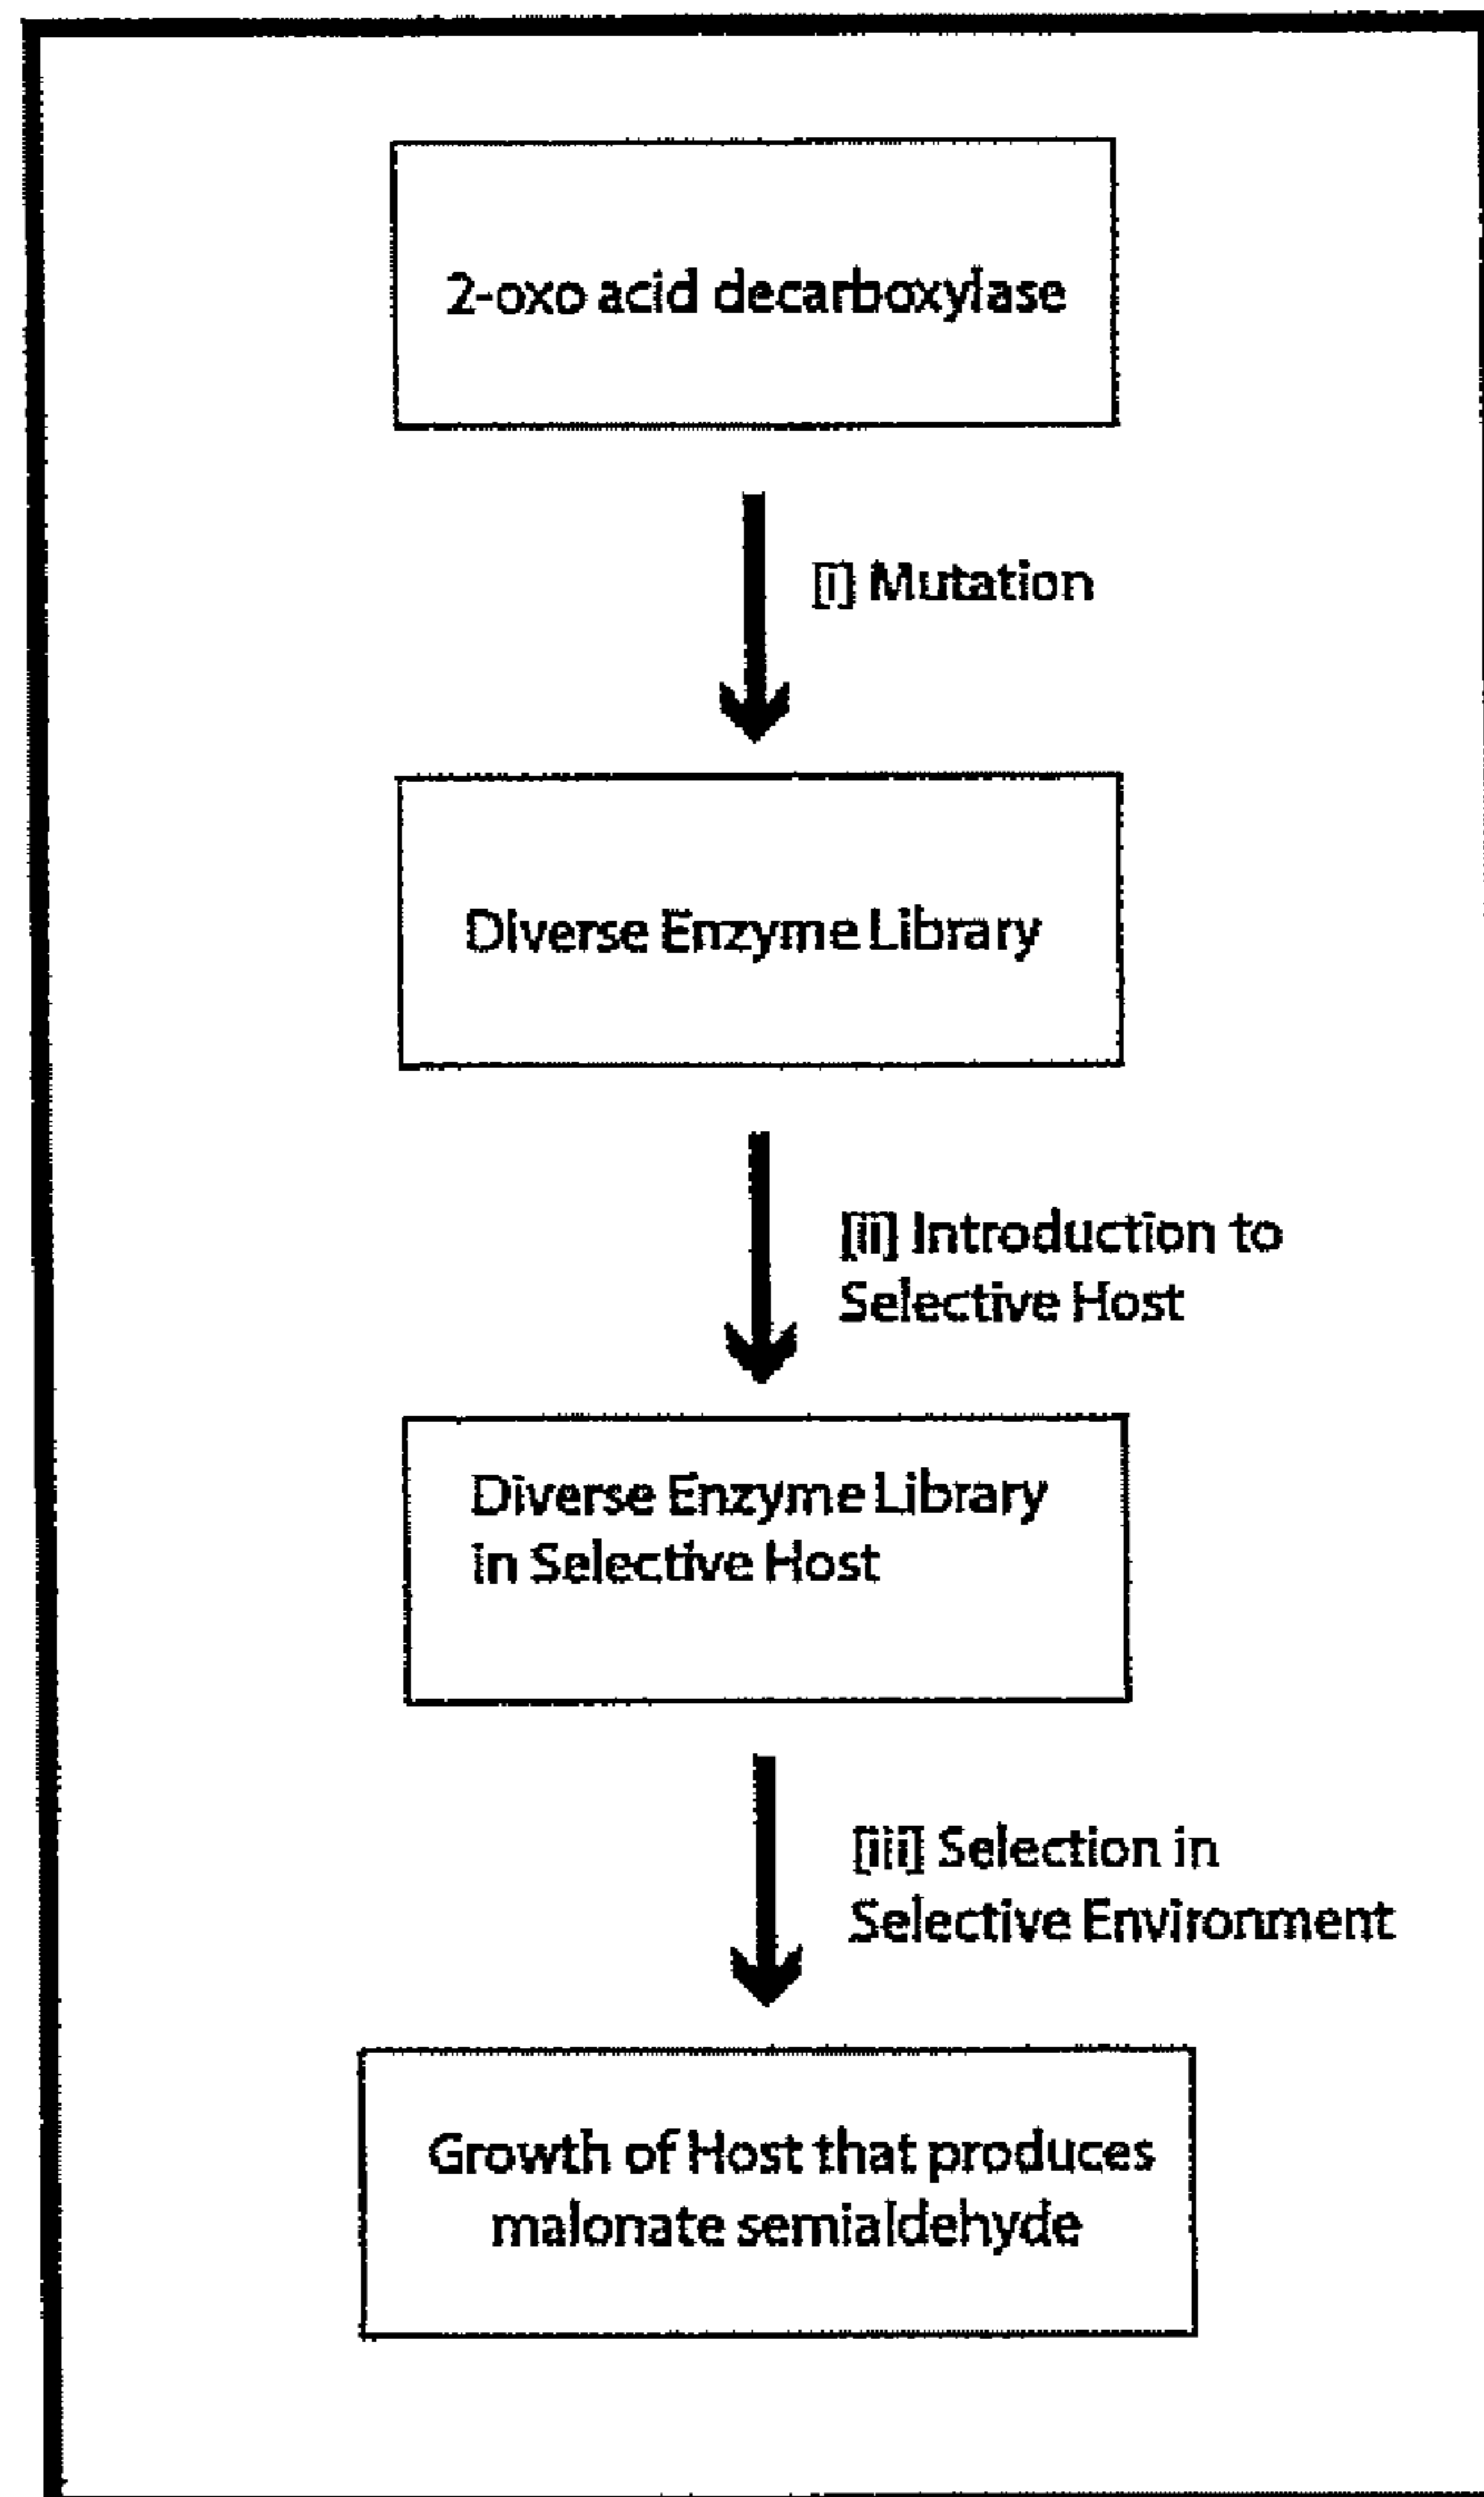 2-oxo acid decarboxylase
[i] Mutation
Diverse Enzyme Library
[ii] Introduction to
Selective Host
Diverse Enzyme Library
in Selective Host
[iii] Selection in
Selective Environment
Growth of Host that produces
malonate semialdehyde